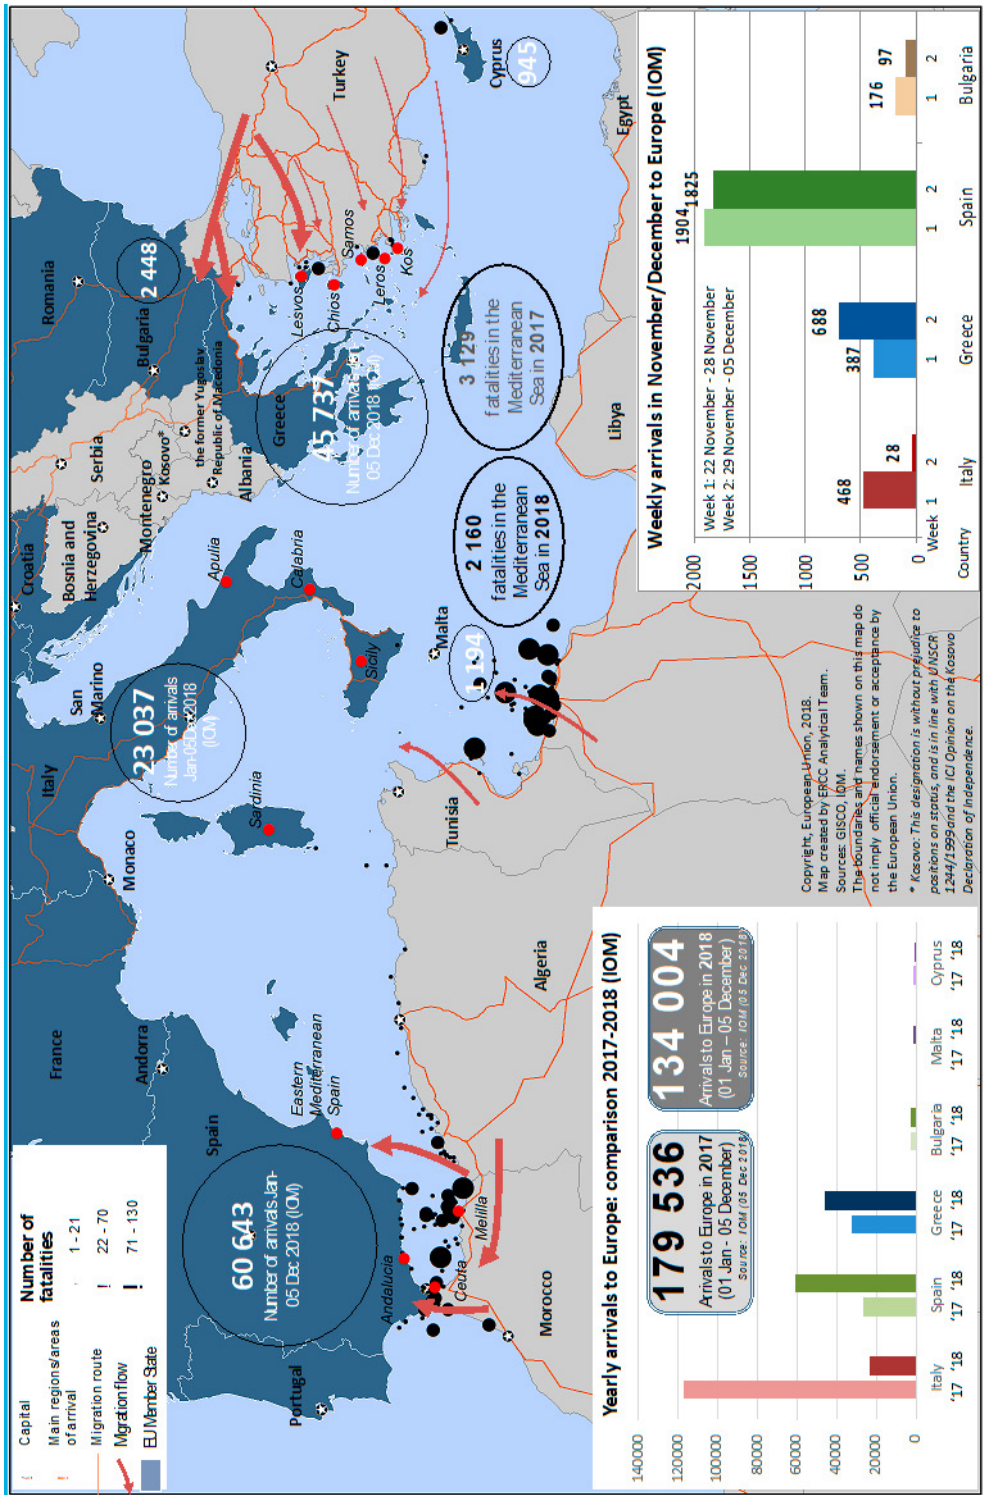 Capital
Main regions/areas
of arrival
Migration route
Migration flow
EU Member State
Number of
fatalities
1 - 21
22 - 70
71 - 130
France
Andorra
Spain
Portugal
Monaco
Italy
San
Marino
Croatia
Bosnia and
Herzegovina
Serbia
Montenegro
Kosovo*
the former Yugoslav
Republic of Macedonia
Albania
Romania
Bulgaria
Greece
Turkey
Cyprus
Egypt
Libya
Malta
Tunisia
Algeria
Morocco
Andalucia
Ceuta
Melilla
Eastern
Mediterranean
Spain
Sardinia
Sicily
Calabria
Apulia
Lesvos
Chios
Samos
Leros
Kos
60 643
Number of arrivals Jan-
05 Dec 2018 (IOM)
23 037
Number of arrivals
Jan-05Dec2018
(IOM)
45 737
Number of arrivals Jan-
05 Dec 2018 (IOM)
2 448
945
1 194
2 160
fatalities in the
Mediterranean
Sea in 2018
3 129
fatalities in the
Mediterranean
Sea in 2017
Yearly arrivals to Europe: comparison 2017-2018 (IOM)
179 536
Arrivals to Europe in 2017
(01 Jan - 05 December)
Source: IOM (05 Dec 2018)
134 004
Arrivals to Europe in 2018
(01 Jan – 05 December)
Source: IOM (05 Dec 2018)
140000
120000
100000
80000
60000
40000
20000
0
Italy Spain Greece Bulgaria Malta Cyprus
'17 '18 '17 '18 '17 '18 '17 '18 '17 '18 '17 '18
Copyright, European Union, 2018.
Map created by ERCC Analytical Team.
Sources: GISCO, IOM.
The boundaries and names shown on this map do
not imply official endorsement or acceptance by
the European Union.
* Kosovo: This designation is without prejudice to
positions on status, and is in line with UNSCR
1244/1999 and the ICJ Opinion on the Kosovo
Declaration of Independence.
Weekly arrivals in November/December to Europe (IOM)
Week 1: 22 November - 28 November
Week 2: 29 November - 05 December
2000
1500
1000
500
0
468 28 387 688 1904 1825 176 97
Week 1 2 1 2 1 2 1 2
Country Italy Greece Spain Bulgaria